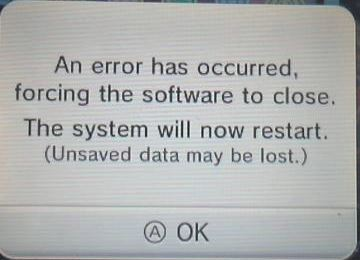 An error has occurred,
forcing the software to close.
The system will now restart.
(Unsaved data may be lost.)
Ⓐ OK